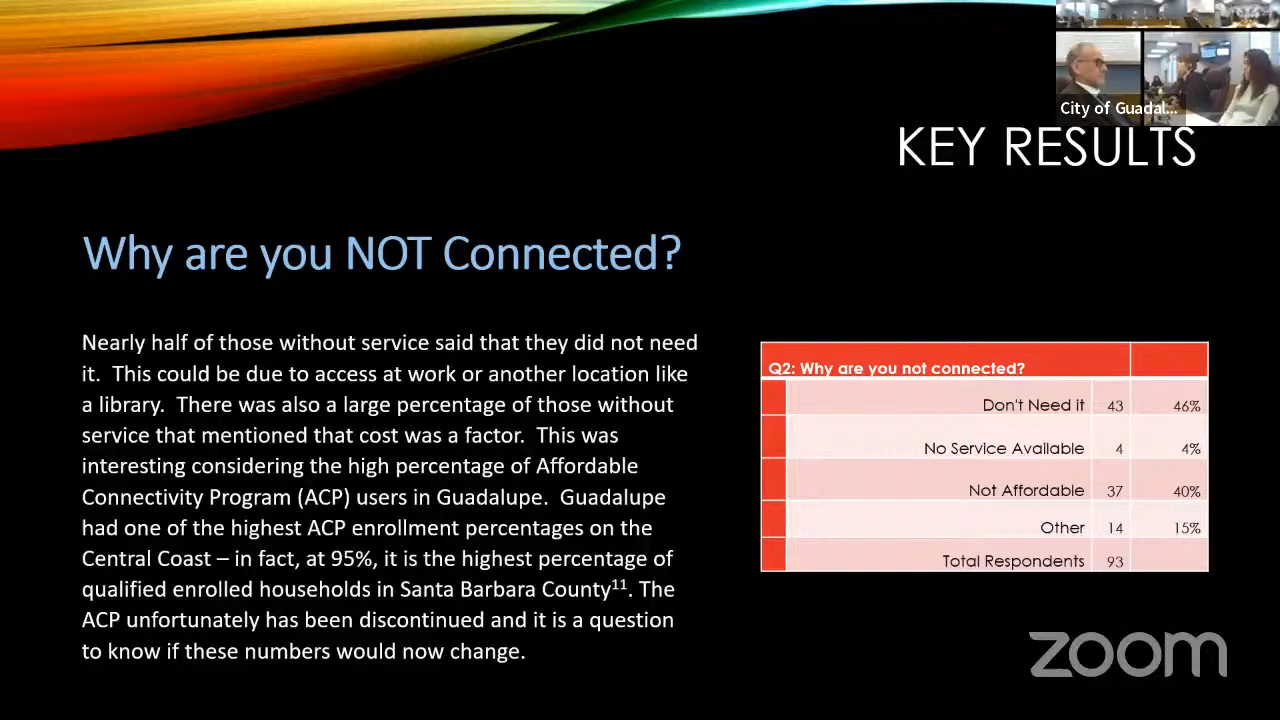 City of Guadal...
KEY RESULTS
Why are you NOT Connected?
Nearly half of those without service said that they did not need
it. This could be due to access at work or another location like
a library. There was also a large percentage of those without
service that mentioned that cost was a factor. This was
interesting considering the high percentage of Affordable
Connectivity Program (ACP) users in Guadalupe. Guadalupe
had one of the highest ACP enrollment percentages on the
Central Coast – in fact, at 95%, it is the highest percentage of
qualified enrolled households in Santa Barbara County¹¹. The
ACP unfortunately has been discontinued and it is a question
to know if these numbers would now change.
Q2: Why are you not connected?
Don't Need it 43 46%
No Service Available 4 4%
Not Affordable 37 40%
Other 14 15%
Total Respondents 93
zoom